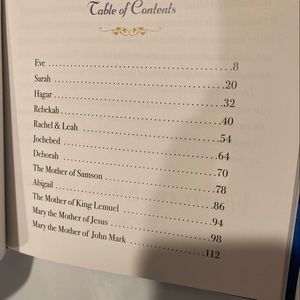 Table of Contents
Eve . . . . . . . . . . . . . . . . . . . . . . . . . . . . . . . . . . 8
Sarah . . . . . . . . . . . . . . . . . . . . . . . . . . . . . . . . 20
Hagar . . . . . . . . . . . . . . . . . . . . . . . . . . . . . . . . 32
Rebekah . . . . . . . . . . . . . . . . . . . . . . . . . . . . . . 40
Rachel & Leah . . . . . . . . . . . . . . . . . . . . . . . . . . 54
Jochebed . . . . . . . . . . . . . . . . . . . . . . . . . . . . . 64
Deborah . . . . . . . . . . . . . . . . . . . . . . . . . . . . . . 70
The Mother of Samson . . . . . . . . . . . . . . . . . . . . 78
Abigail . . . . . . . . . . . . . . . . . . . . . . . . . . . . . . . 86
The Mother of King Lemuel . . . . . . . . . . . . . . . . . 94
Mary the Mother of Jesus . . . . . . . . . . . . . . . . . . 98
Mary the Mother of John Mark . . . . . . . . . . . . . . 112